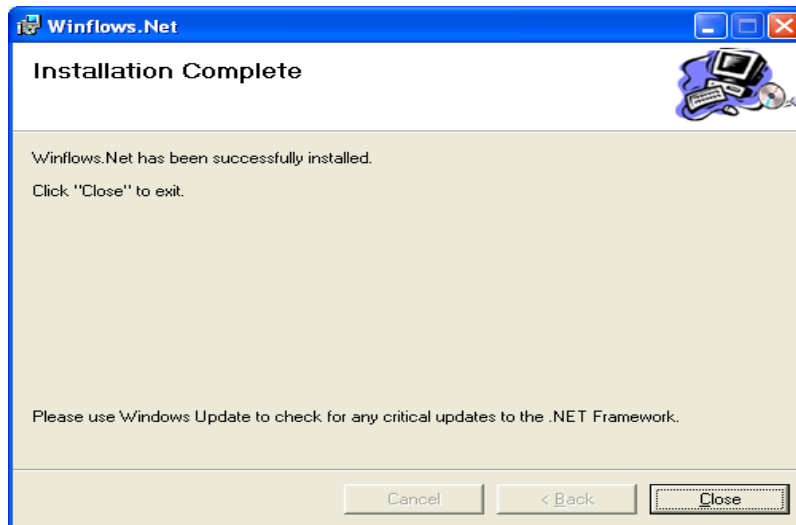 Winflows.Net
Installation Complete
Winflows.Net has been successfully installed.
Click "Close" to exit.
Please use Windows Update to check for any critical updates to the .NET Framework.
Cancel
< Back
Close